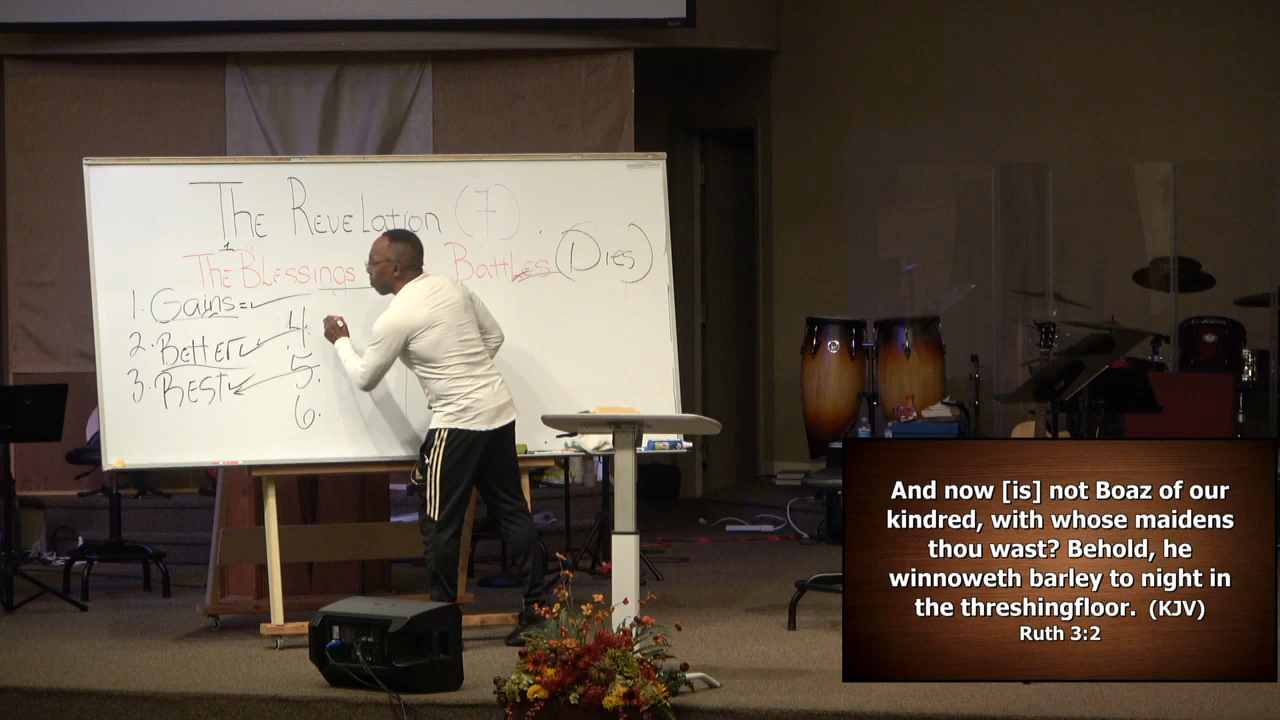 The Revelation (7)
1
The Blessings Battles (Dies)
1. Gains=
2. Better 4.
3. Best 5.
6.
And now [is] not Boaz of our
kindred, with whose maidens
thou wast? Behold, he
winnoweth barley to night in
the threshingfloor. (KJV)
Ruth 3:2